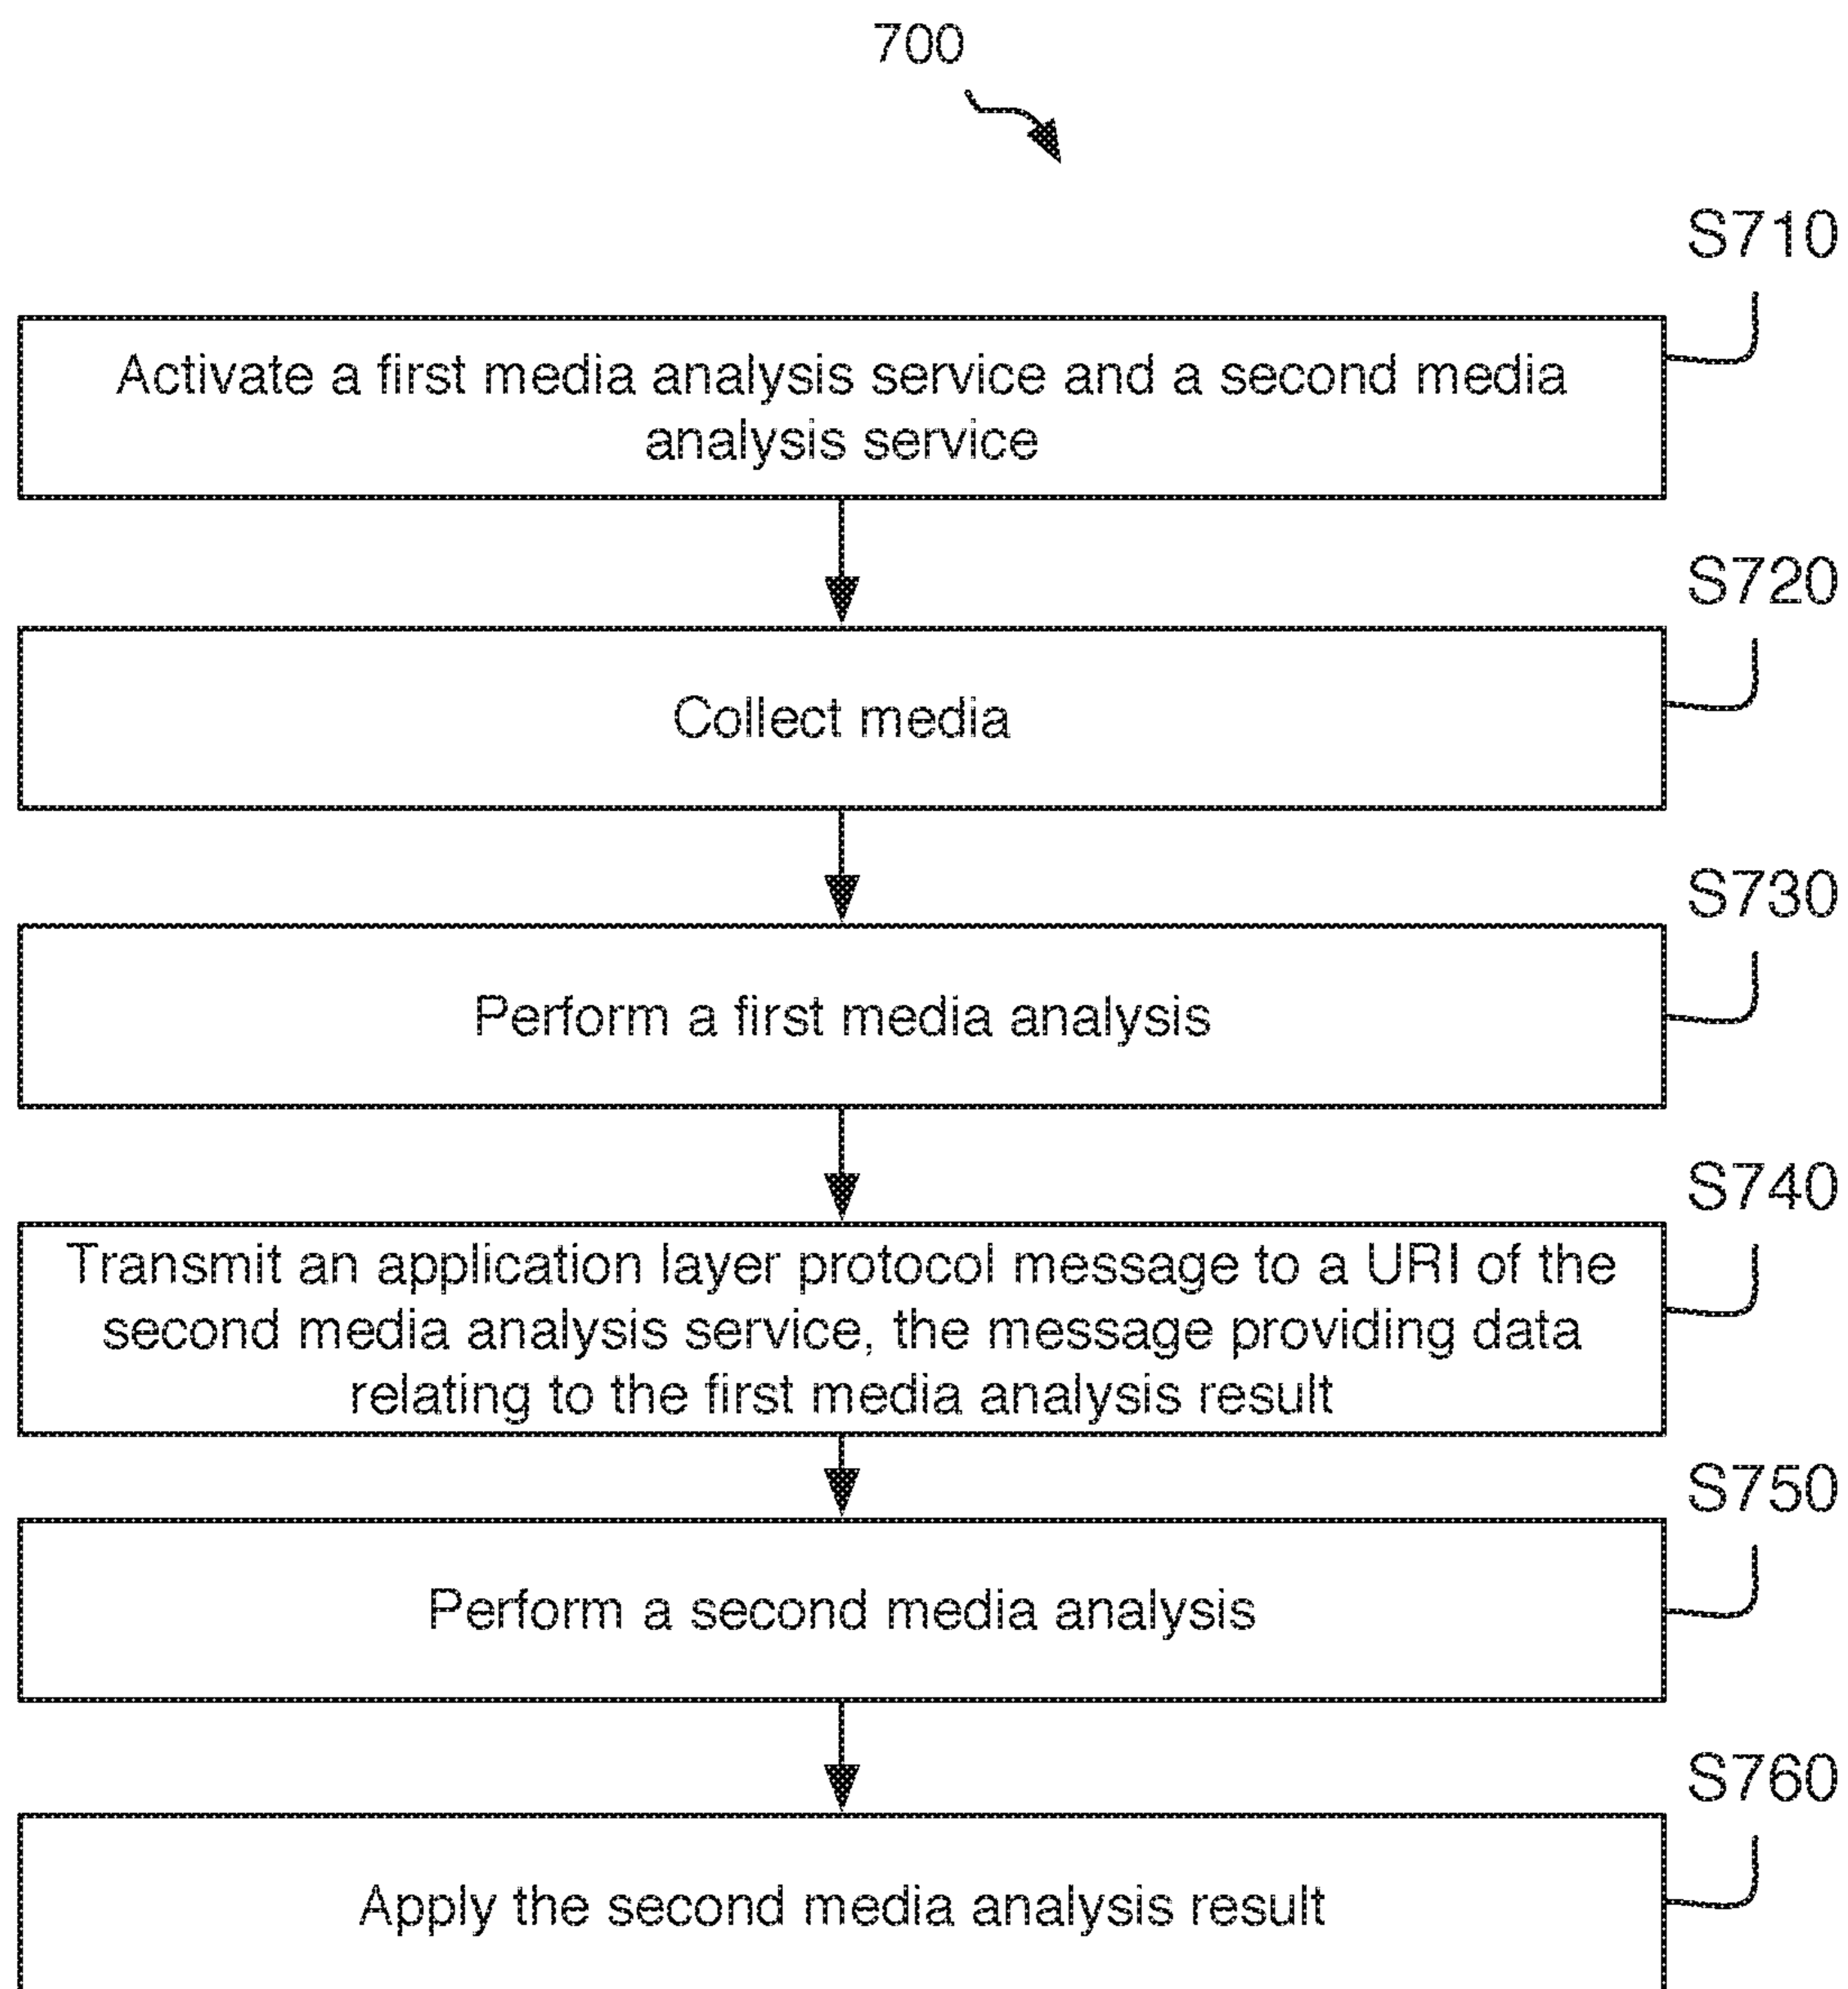 700
S710
Activate a first media analysis service and a second media
analysis service
S720
Collect media
S730
Perform a first media analysis
S740
Transmit an application layer protocol message to a URI of the
second media analysis service, the message providing data
relating to the first media analysis result
S750
Perform a second media analysis
S760
Apply the second media analysis result